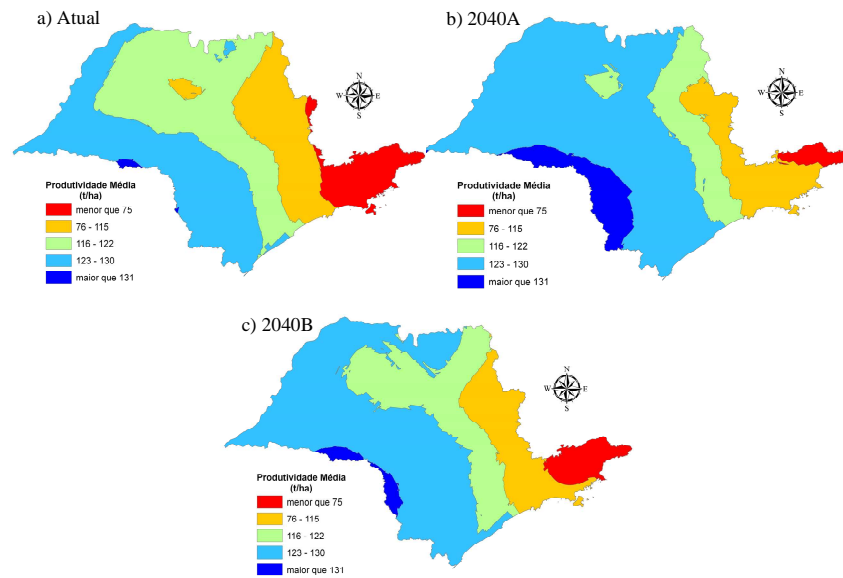 a) Atual
N
W E
S
Produtividade Média
(t/ha)
menor que 75
76 - 115
116 - 122
123 - 130
maior que 131
b) 2040A
N
W E
S
Produtividade Média
(t/ha)
menor que 75
76 - 115
116 - 122
123 - 130
maior que 131
c) 2040B
N
W E
S
Produtividade Média
(t/ha)
menor que 75
76 - 115
116 - 122
123 - 130
maior que 131